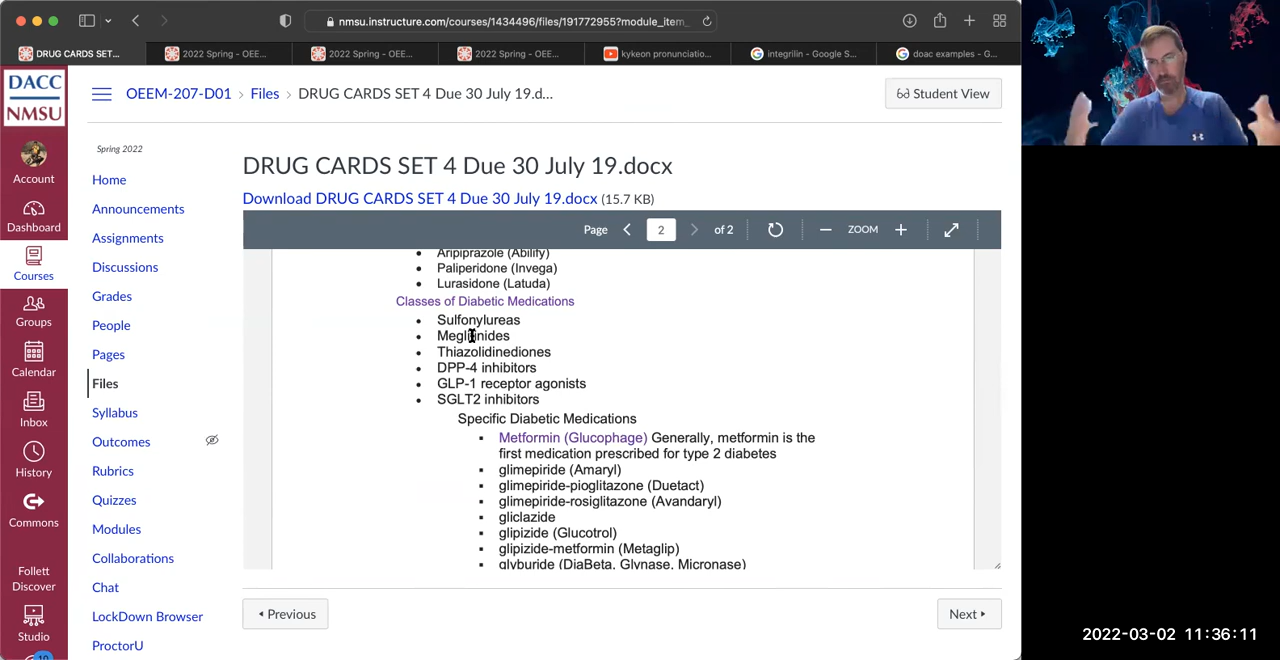 nmsu.instructure.com/courses/1434496/files/191772955?module_item_
DRUG CARDS SET...
2022 Spring - OEE...
2022 Spring - OEE...
2022 Spring - OEE...
kykeon pronunciatio...
integrilin - Google S...
doac examples - G...
DACC
NMSU
Account
Dashboard
Courses
Groups
Calendar
Inbox
History
Commons
Follett
Discover
Studio
OEEM-207-D01 › Files › DRUG CARDS SET 4 Due 30 July 19.d...
Student View
Spring 2022
Home
Announcements
Assignments
Discussions
Grades
People
Pages
Files
Syllabus
Outcomes
Rubrics
Quizzes
Modules
Collaborations
Chat
LockDown Browser
ProctorU
DRUG CARDS SET 4 Due 30 July 19.docx
Download DRUG CARDS SET 4 Due 30 July 19.docx (15.7 KB)
Page 2 of 2 ZOOM
Aripiprazole (Abilify)
Paliperidone (Invega)
Lurasidone (Latuda)
Classes of Diabetic Medications
• Sulfonylureas
• Meglitinides
• Thiazolidinediones
• DPP-4 inhibitors
• GLP-1 receptor agonists
• SGLT2 inhibitors
Specific Diabetic Medications
▪ Metformin (Glucophage) Generally, metformin is the
first medication prescribed for type 2 diabetes
▪ glimepiride (Amaryl)
▪ glimepiride-pioglitazone (Duetact)
▪ glimepiride-rosiglitazone (Avandaryl)
▪ gliclazide
▪ glipizide (Glucotrol)
▪ glipizide-metformin (Metaglip)
▪ glyburide (DiaBeta, Glynase, Micronase)
Previous
Next
2022-03-02 11:36:11